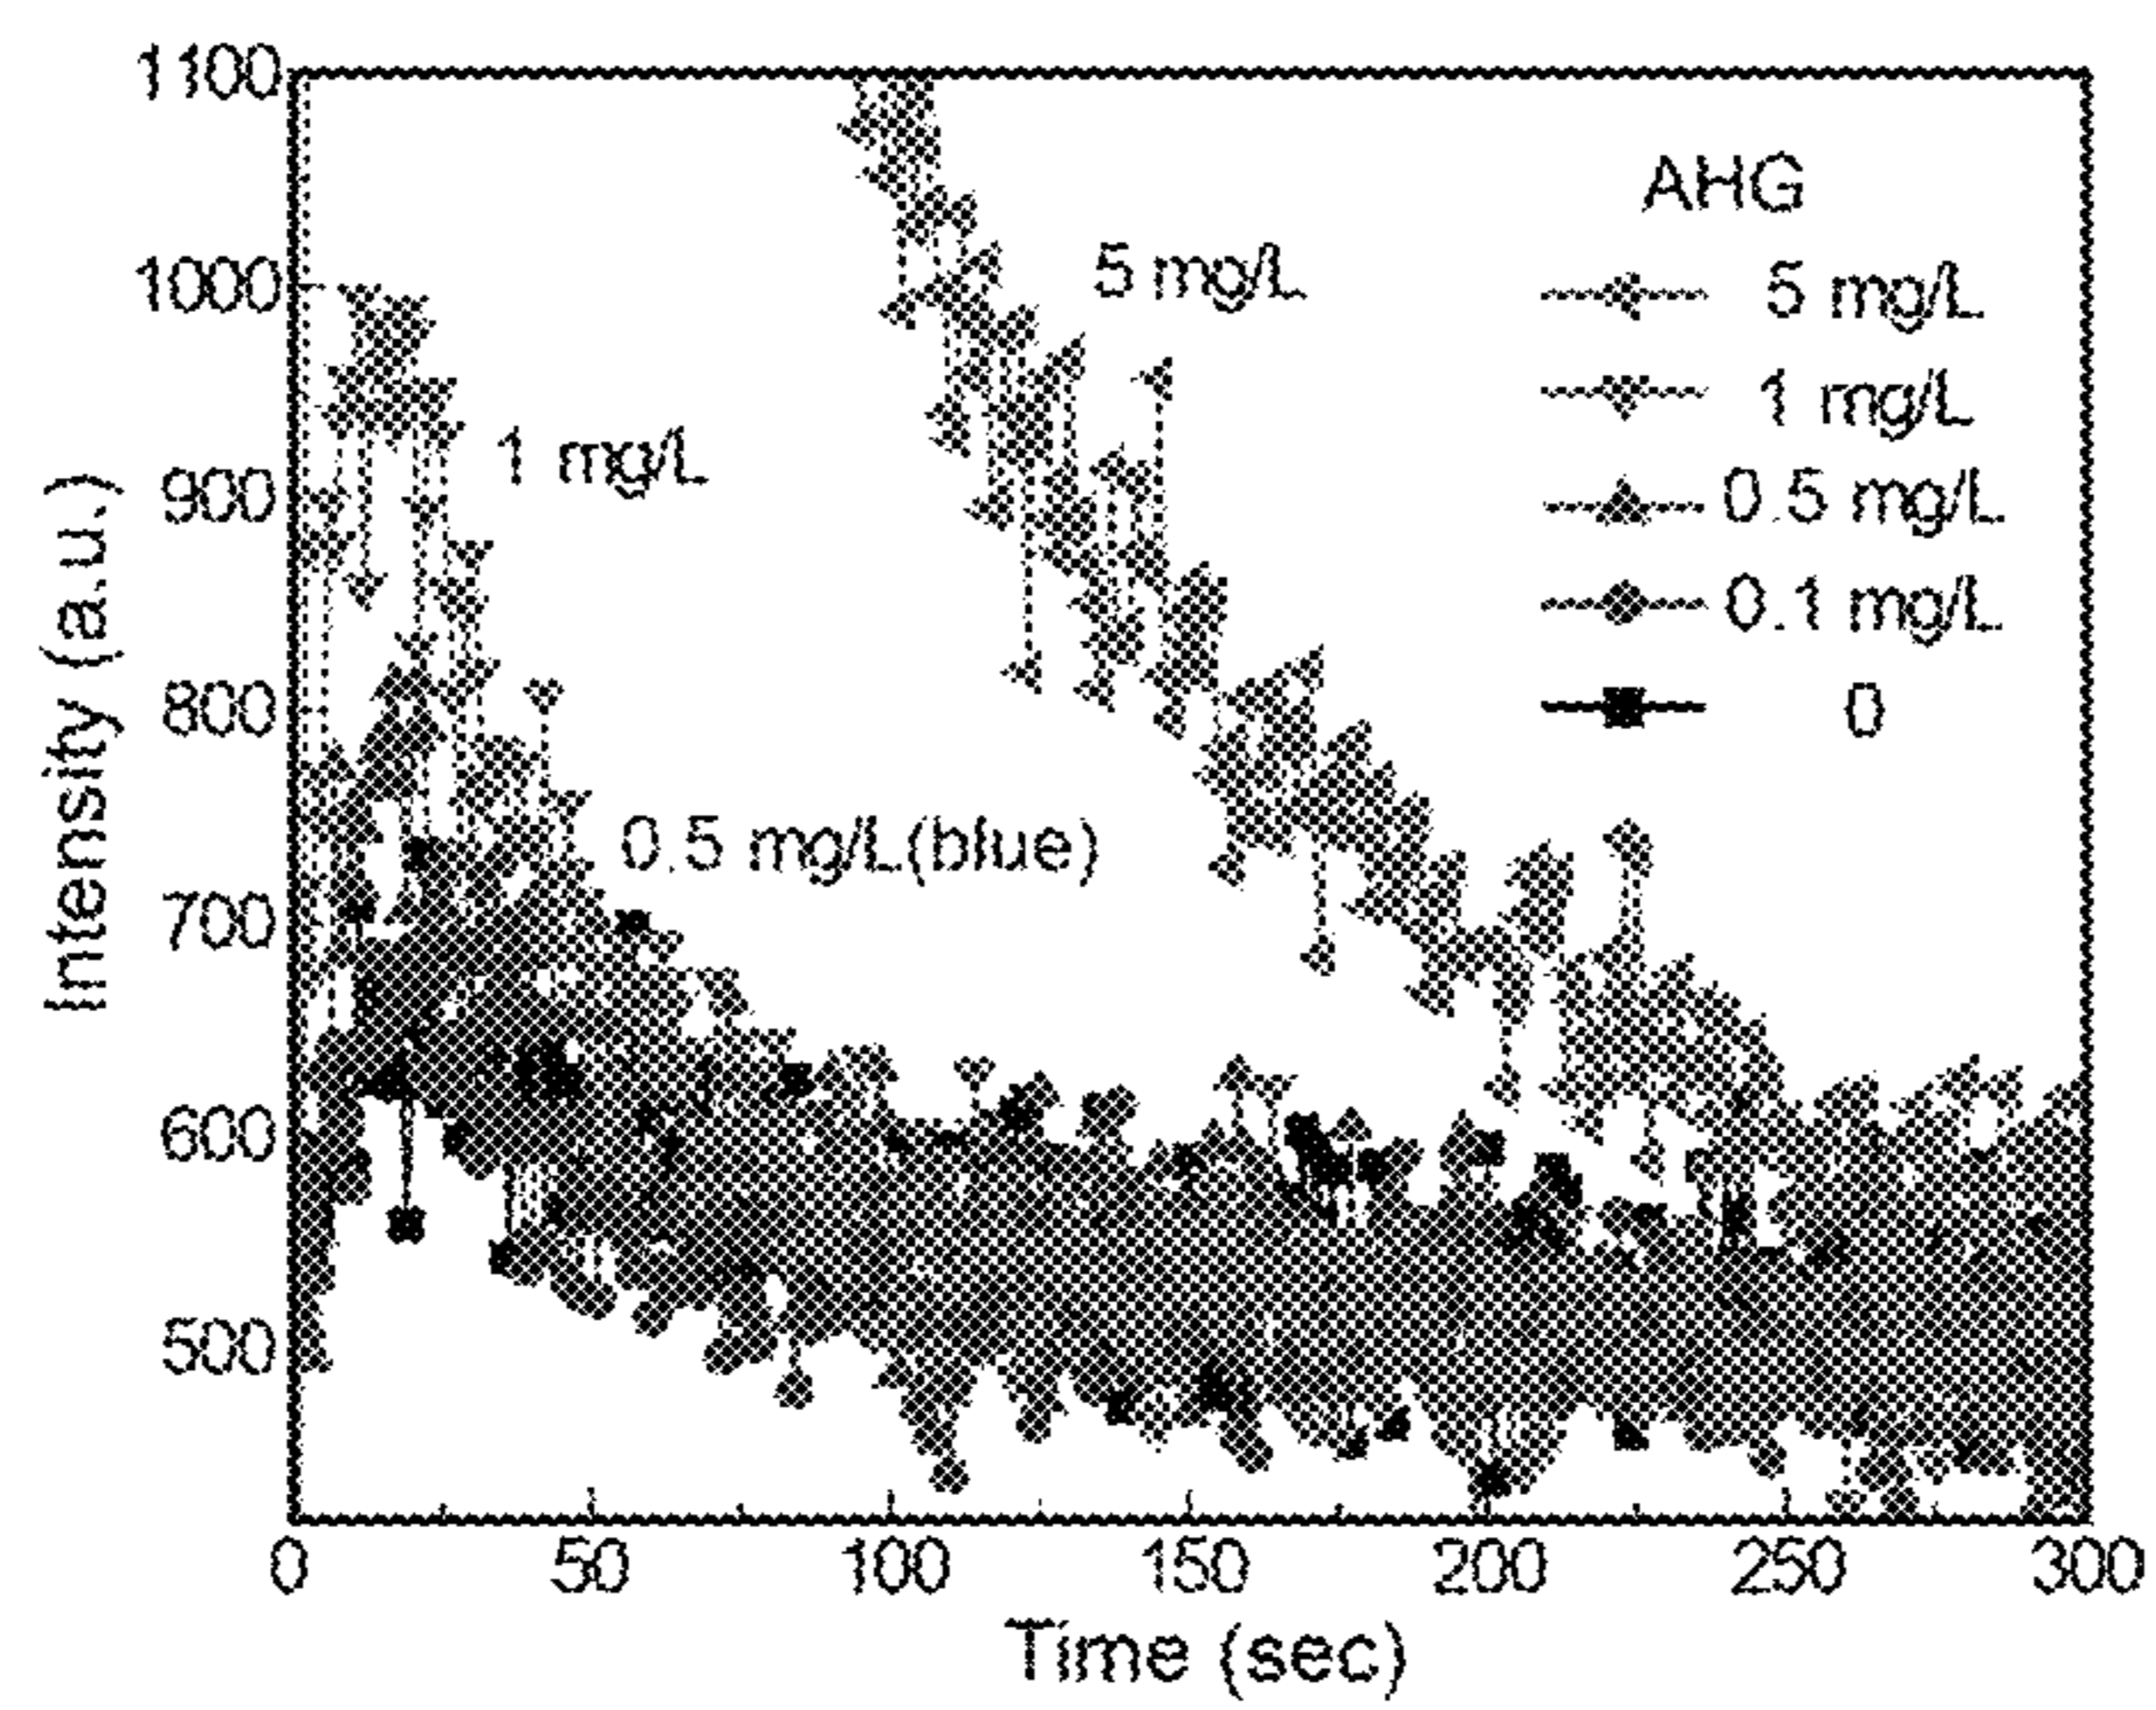 1100
1000
900
800
700
600
500
Intensity (a.u.)
0 50 100 150 200 250 300
Time (sec)
1 mg/L
5 mg/L
0.5 mg/L(blue)
AHG
5 mg/L
1 mg/L
0.5 mg/L
0.1 mg/L
0